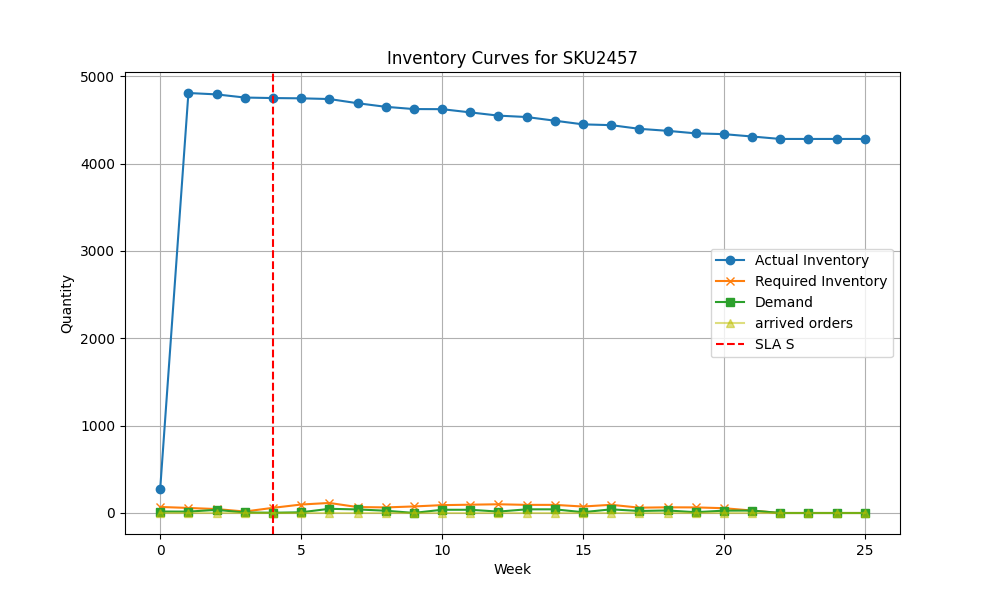 Inventory Curves for SKU2457
Quantity
5000
4000
3000
2000
1000
0
Actual Inventory
Required Inventory
Demand
arrived orders
SLA S
0 5 10 15 20 25
Week